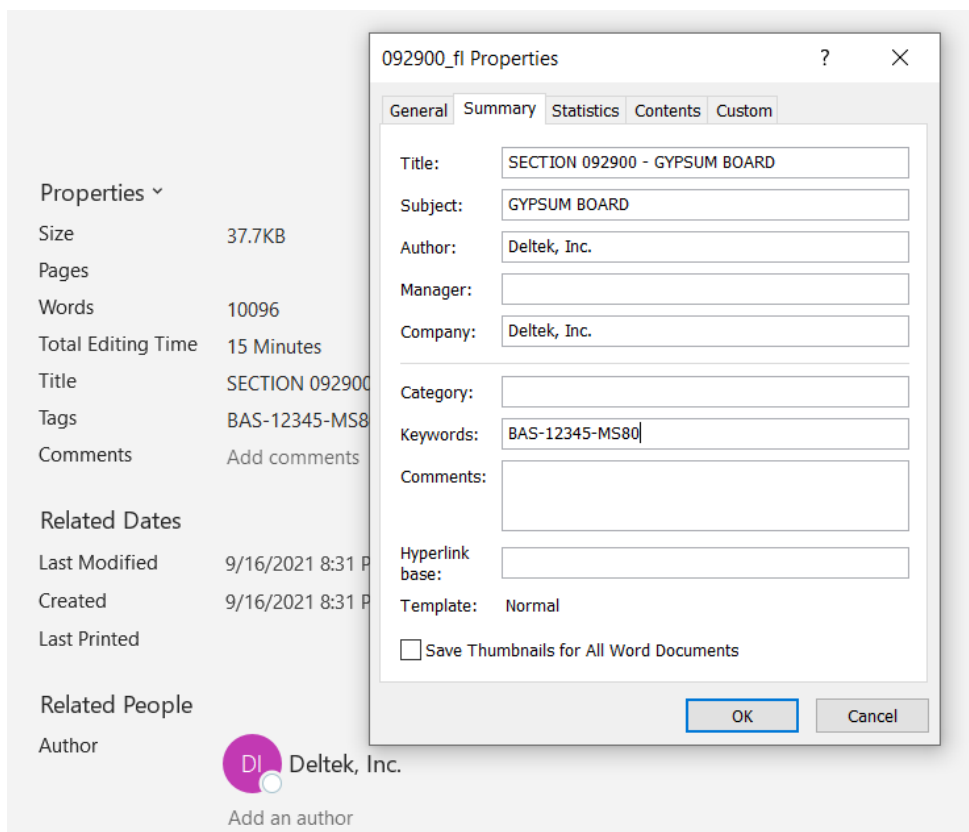 Properties
Size 37.7KB
Pages
Words 10096
Total Editing Time 15 Minutes
Title SECTION 092900
Tags BAS-12345-MS8
Comments Add comments
Related Dates
Last Modified 9/16/2021 8:31 P
Created 9/16/2021 8:31 P
Last Printed
Related People
Author
DI Deltek, Inc.
Add an author
092900_fl Properties ?
General Summary Statistics Contents Custom
Title: SECTION 092900 - GYPSUM BOARD
Subject: GYPSUM BOARD
Author: Deltek, Inc.
Manager:
Company: Deltek, Inc.
Category:
Keywords: BAS-12345-MS80
Comments:
Hyperlink
base:
Template: Normal
Save Thumbnails for All Word Documents
OK Cancel